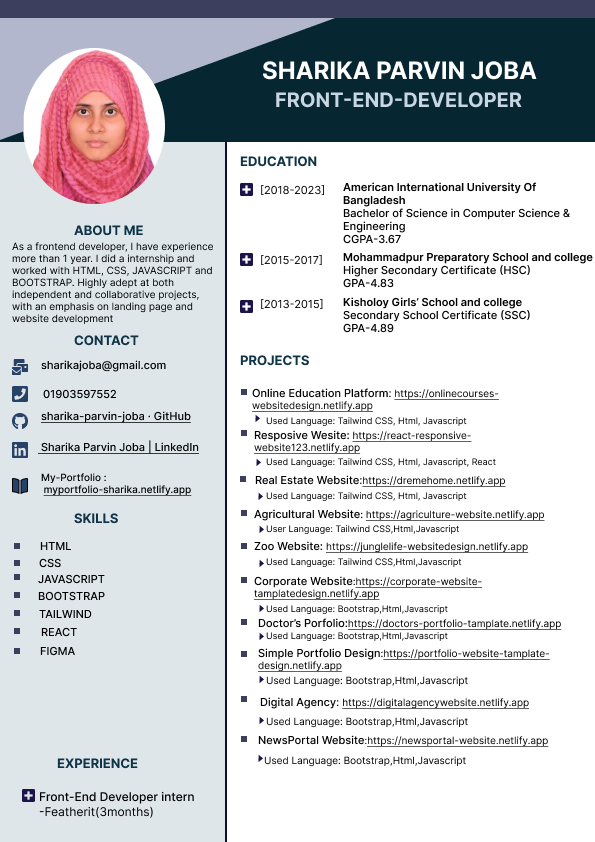 SHARIKA PARVIN JOBA
FRONT-END-DEVELOPER
ABOUT ME
As a frontend developer, I have experience
more than 1 year. I did a internship and
worked with HTML, CSS, JAVASCRIPT and
BOOTSTRAP. Highly adept at both
independent and collaborative projects,
with an emphasis on landing page and
website development
CONTACT
sharikajoba@gmail.com
01903597552
sharika-parvin-joba · GitHub
Sharika Parvin Joba | LinkedIn
My-Portfolio :
myportfolio-sharika.netlify.app
SKILLS
HTML
CSS
JAVASCRIPT
BOOTSTRAP
TAILWIND
REACT
FIGMA
EXPERIENCE
Front-End Developer intern
-Featherit(3months)
EDUCATION
[2018-2023]
American International University Of
Bangladesh
Bachelor of Science in Computer Science &
Engineering
CGPA-3.67
[2015-2017]
Mohammadpur Preparatory School and college
Higher Secondary Certificate (HSC)
GPA-4.83
[2013-2015]
Kisholoy Girls’ School and college
Secondary School Certificate (SSC)
GPA-4.89
PROJECTS
Online Education Platform: https://onlinecourses-
websitedesign.netlify.app
Used Language: Tailwind CSS, Html, Javascript
Resposive Wesite: https://react-responsive-
website123.netlify.app
Used Language: Tailwind CSS, Html, Javascript, React
Real Estate Website:https://dremehome.netlify.app
Used Language: Tailwind CSS, Html, Javascript
Agricultural Website: https://agriculture-website.netlify.app
User Language: Tailwind CSS,Html,Javascript
Zoo Website: https://junglelife-websitedesign.netlify.app
Used Language: Tailwind CSS,Html,Javascript
Corporate Website:https://corporate-website-
tamplatedesign.netlify.app
Used Language: Bootstrap,Html,Javascript
Doctor’s Porfolio:https://doctors-portfolio-tamplate.netlify.app
Used Language: Bootstrap,Html,Javascript
Simple Portfolio Design:https://portfolio-website-tamplate-
design.netlify.app
Used Language: Bootstrap,Html,Javascript
Digital Agency: https://digitalagencywebsite.netlify.app
Used Language: Bootstrap,Html,Javascript
NewsPortal Website:https://newsportal-website.netlify.app
Used Language: Bootstrap,Html,Javascript